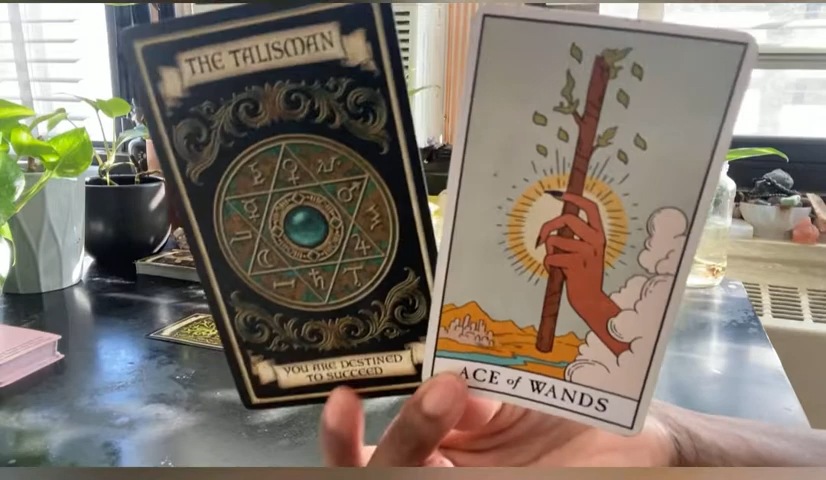 THE TALISMAN
YOU ARE DESTINED
TO SUCCEED
ACE of WANDS